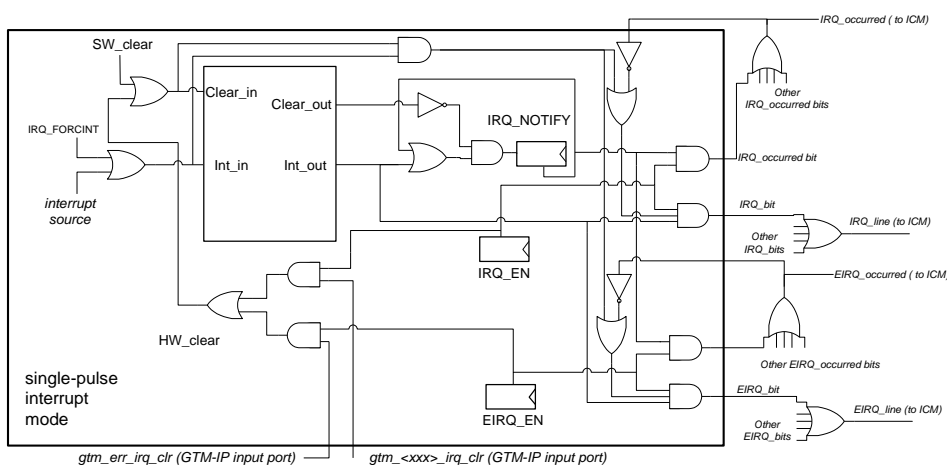 IRQ_occurred ( to ICM)
SW_clear
Clear_in
Clear_out
IRQ_NOTIFY
Other
IRQ_occurred bits
IRQ_FORCINT
Int_in
Int_out
IRQ_occurred bit
interrupt
source
IRQ_bit
IRQ_line (to ICM)
Other
IRQ_bits
IRQ_EN
EIRQ_occurred ( to ICM
HW_clear
Other EIRQ_occurred bits
single-pulse
interrupt
mode
EIRQ_EN
EIRQ_bit
EIRQ_line (to ICM)
Other
EIRQ_bits
gtm_err_irq_clr (GTM-IP input port)
gtm_<xxx>_irq_clr (GTM-IP input port)